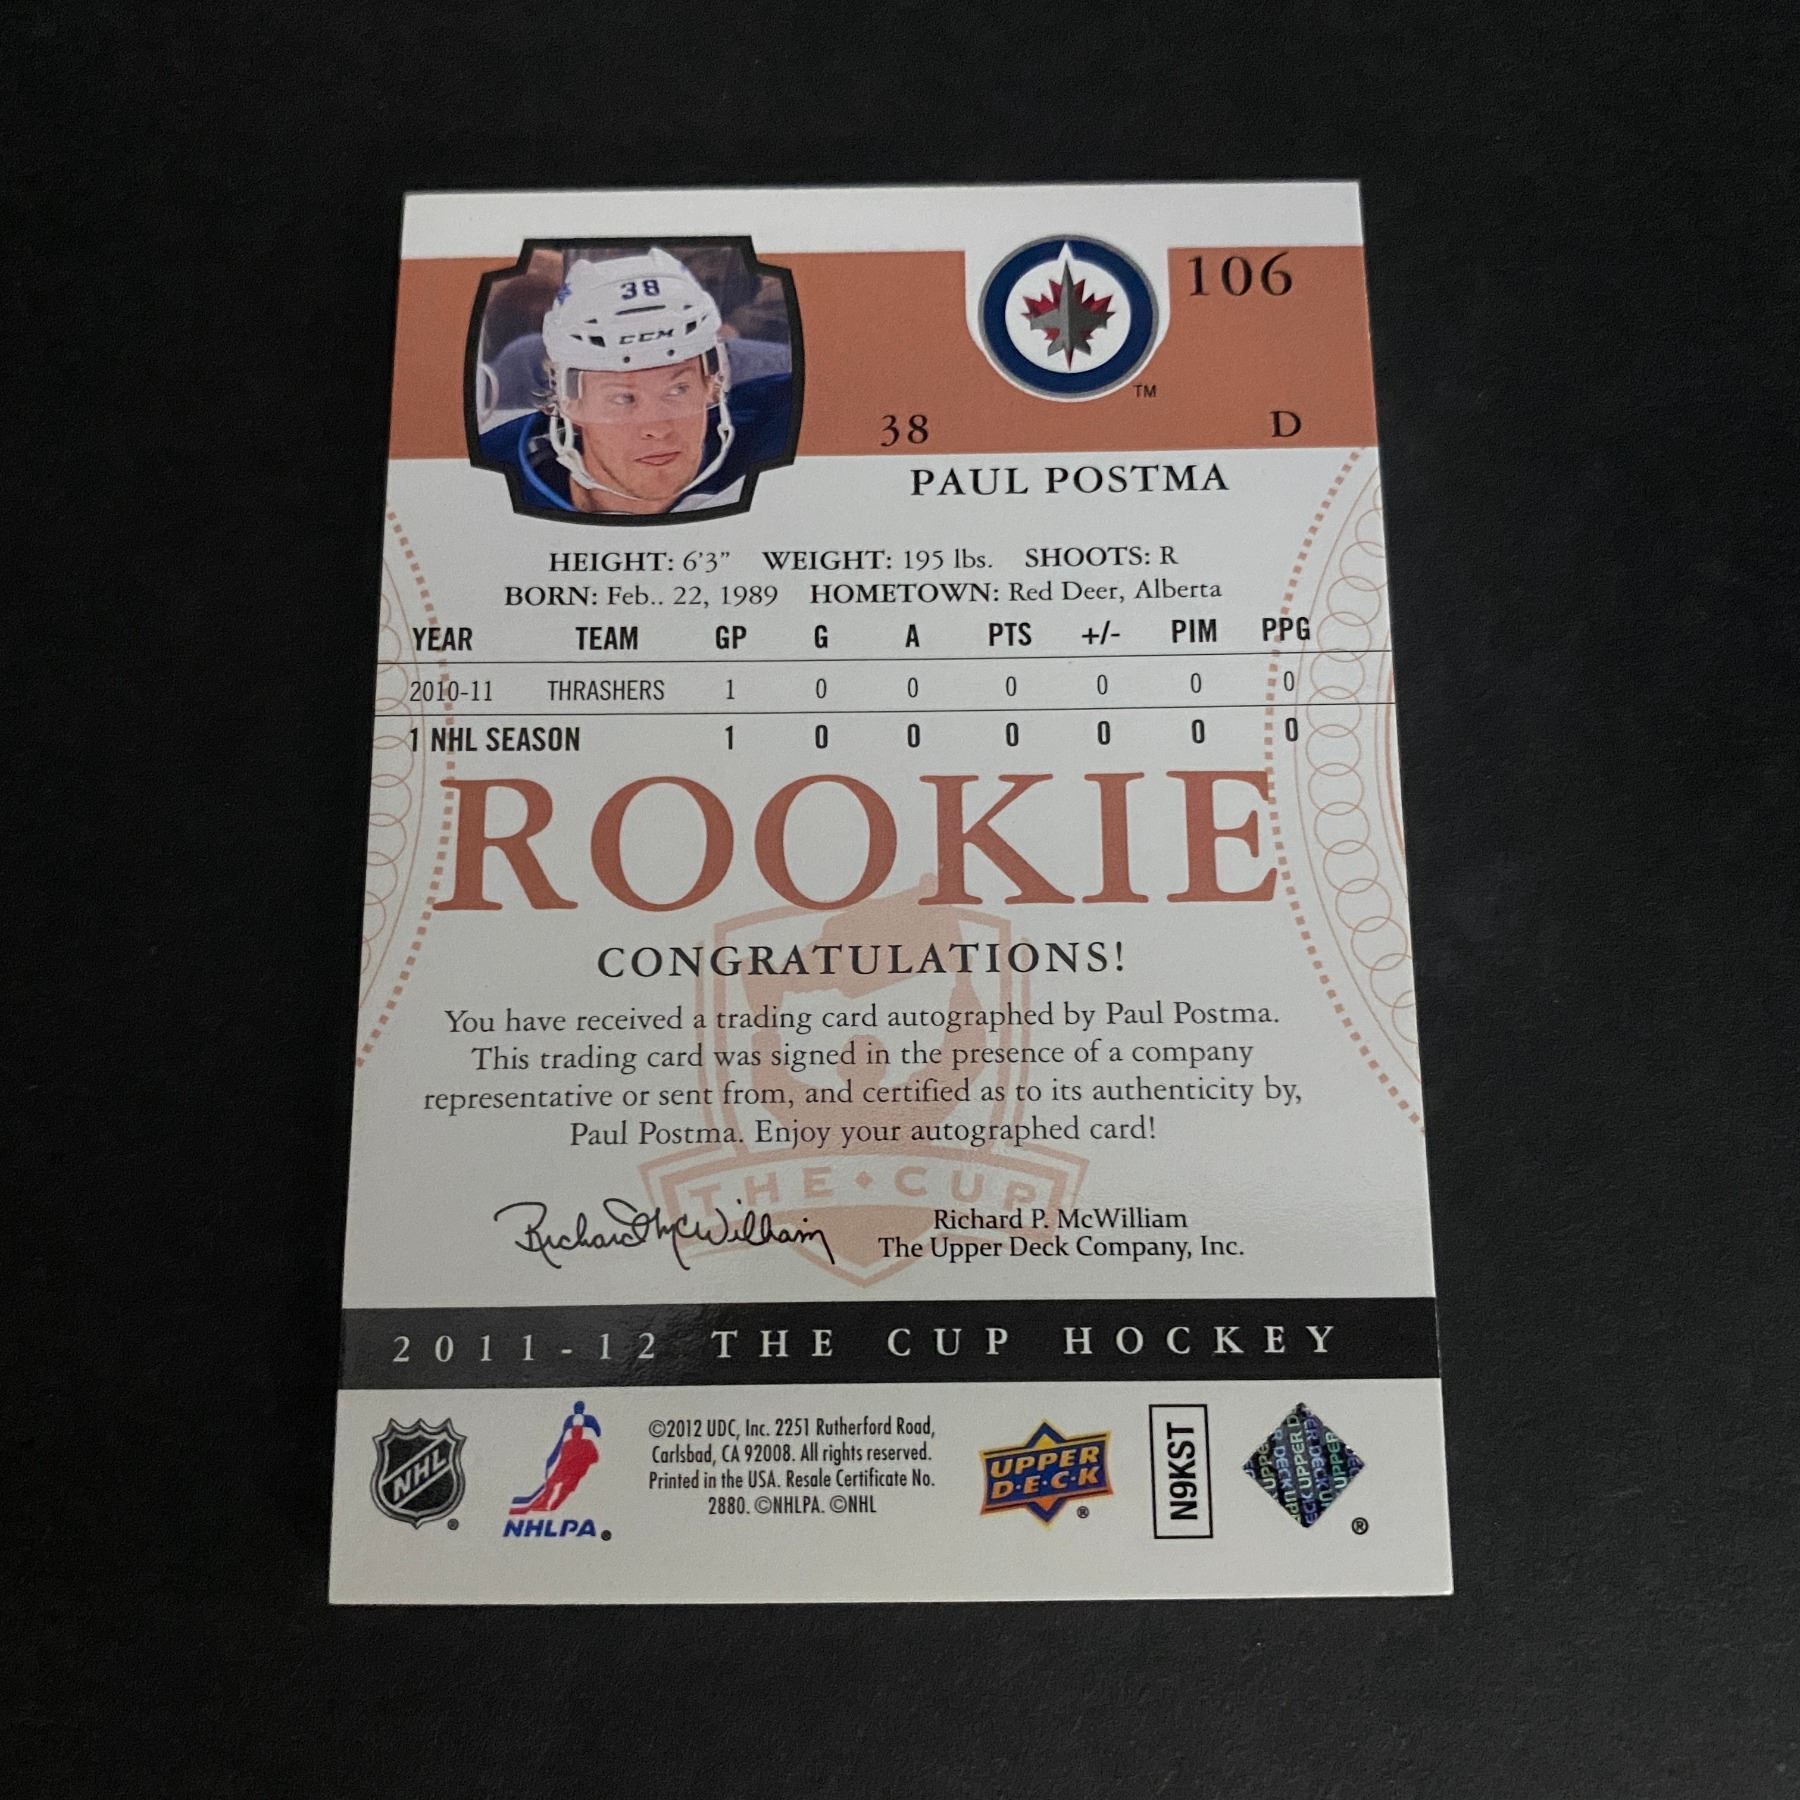 38
CCM
106
TM
38 D
PAUL POSTMA
HEIGHT: 6'3" WEIGHT: 195 lbs. SHOOTS: R
BORN: Feb.. 22, 1989 HOMETOWN: Red Deer, Alberta
YEAR TEAM GP G A PTS +/- PIM PPG
2010-11 THRASHERS 1 0 0 0 0 0 0
1 NHL SEASON 1 0 0 0 0 0 0
ROOKIE
CONGRATULATIONS!
You have received a trading card autographed by Paul Postma.
This trading card was signed in the presence of a company
representative or sent from, and certified as to its authenticity by,
Paul Postma. Enjoy your autographed card!
THE CUP
Richard McWilliam
Richard P. McWilliam
The Upper Deck Company, Inc.
2011-12 THE CUP HOCKEY
NHL ®
NHLPA ®
©2012 UDC, Inc. 2251 Rutherford Road,
Carlsbad, CA 92008. All rights reserved.
Printed in the USA. Resale Certificate No.
2880. ©NHLPA. ©NHL
UPPER
D·E·C·K ®
N9KST
UPPER DECK
®